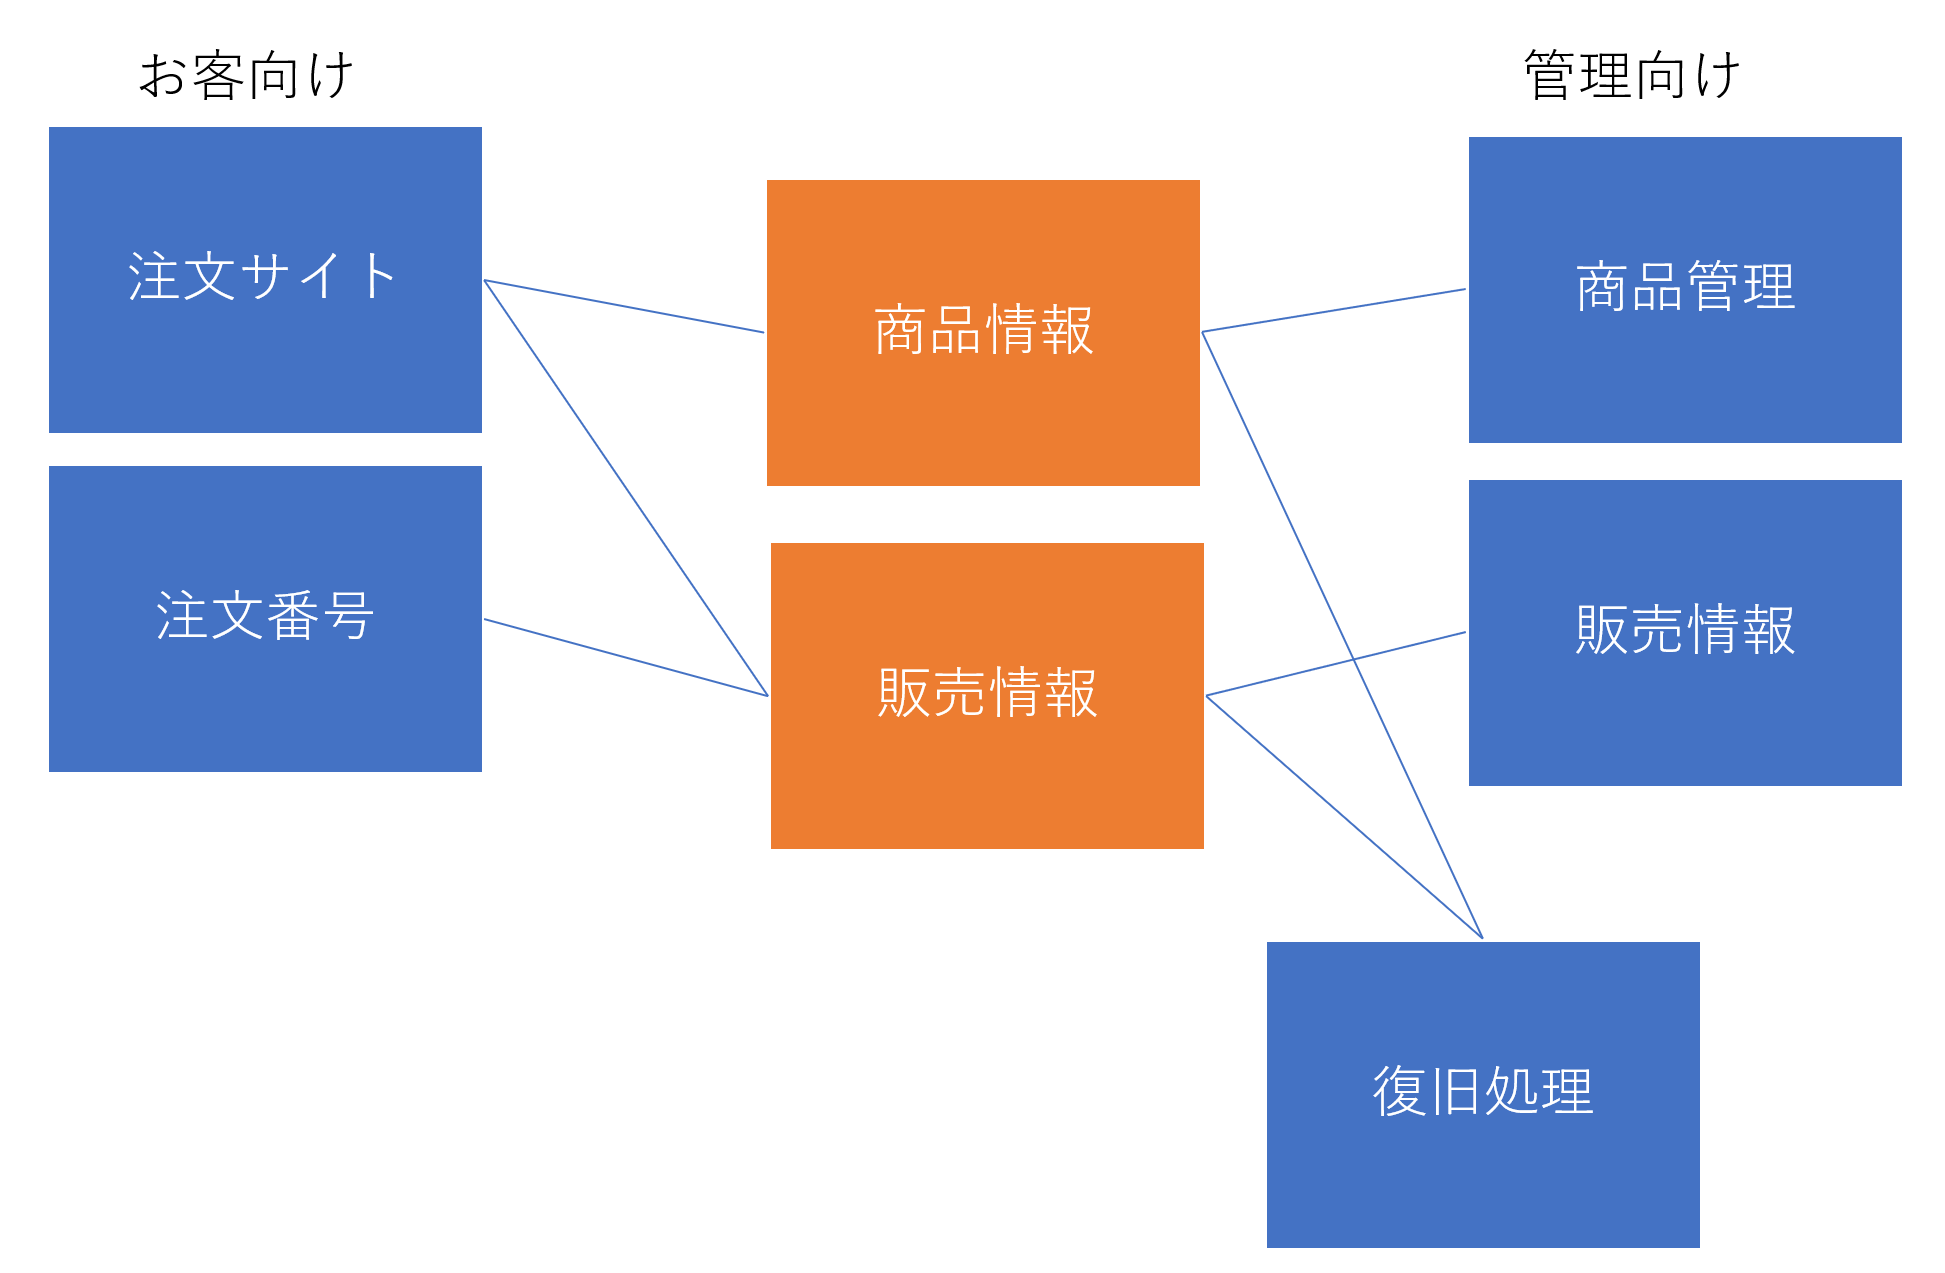 お客向け
管理向け
注文サイト
商品情報
商品管理
注文番号
販売情報
販売情報
復旧処理